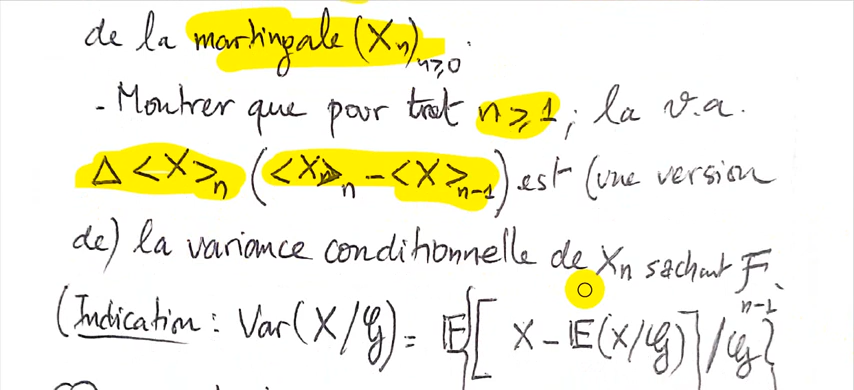 de la martingale (Xn)n≥0.
- Montrer que pour tout n≥1 ; la v.a.
Δ<X>n (<X>n - <X>n-1) est (une version
de) la variance conditionnelle de Xn sachant Fn-1.
(Indication : Var(X/G) = E{[X - E(X/G)]/G}